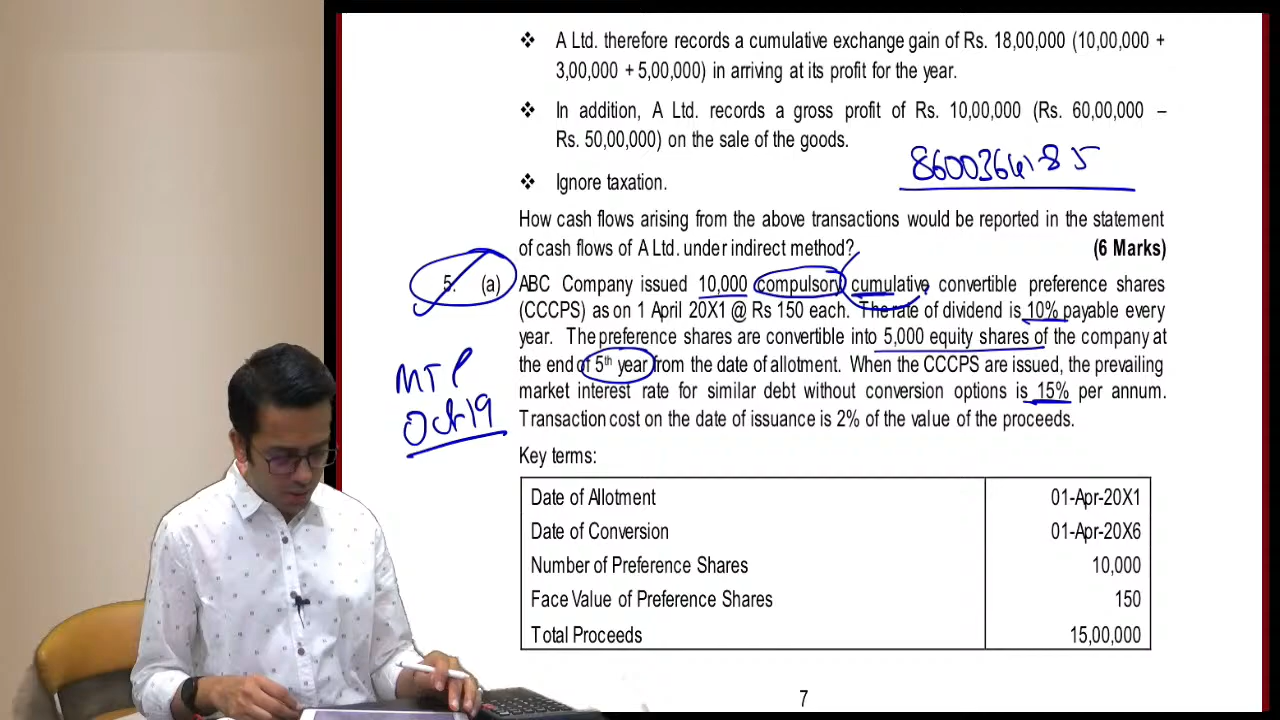 ❖ A Ltd. therefore records a cumulative exchange gain of Rs. 18,00,000 (10,00,000 +
3,00,000 + 5,00,000) in arriving at its profit for the year.
❖ In addition, A Ltd. records a gross profit of Rs. 10,00,000 (Rs. 60,00,000 –
Rs. 50,00,000) on the sale of the goods.
❖ Ignore taxation.
How cash flows arising from the above transactions would be reported in the statement
of cash flows of A Ltd. under indirect method? (6 Marks)
5. (a) ABC Company issued 10,000 compulsory cumulative convertible preference shares
(CCCPS) as on 1 April 20X1 @ Rs 150 each. The rate of dividend is 10% payable every
year. The preference shares are convertible into 5,000 equity shares of the company at
the end of 5th year from the date of allotment. When the CCCPS are issued, the prevailing
market interest rate for similar debt without conversion options is 15% per annum.
Transaction cost on the date of issuance is 2% of the value of the proceeds.
MTP
Oct 19
Key terms:
Date of Allotment 01-Apr-20X1
Date of Conversion 01-Apr-20X6
Number of Preference Shares 10,000
Face Value of Preference Shares 150
Total Proceeds 15,00,000
7